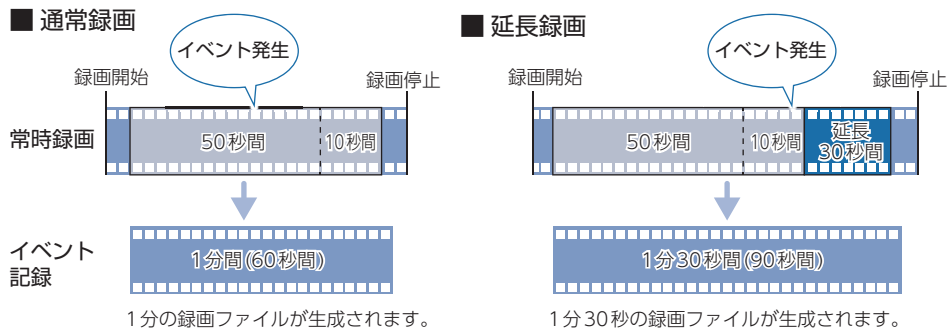 ■ 通常録画
イベント発生
録画開始
録画停止
常時録画
50秒間
10秒間
イベント
記録
1分間(60秒間)
1分の録画ファイルが生成されます。
■ 延長録画
イベント発生
録画開始
録画停止
50秒間
10秒間
延長
30秒間
1分30秒間(90秒間)
1分30秒の録画ファイルが生成されます。